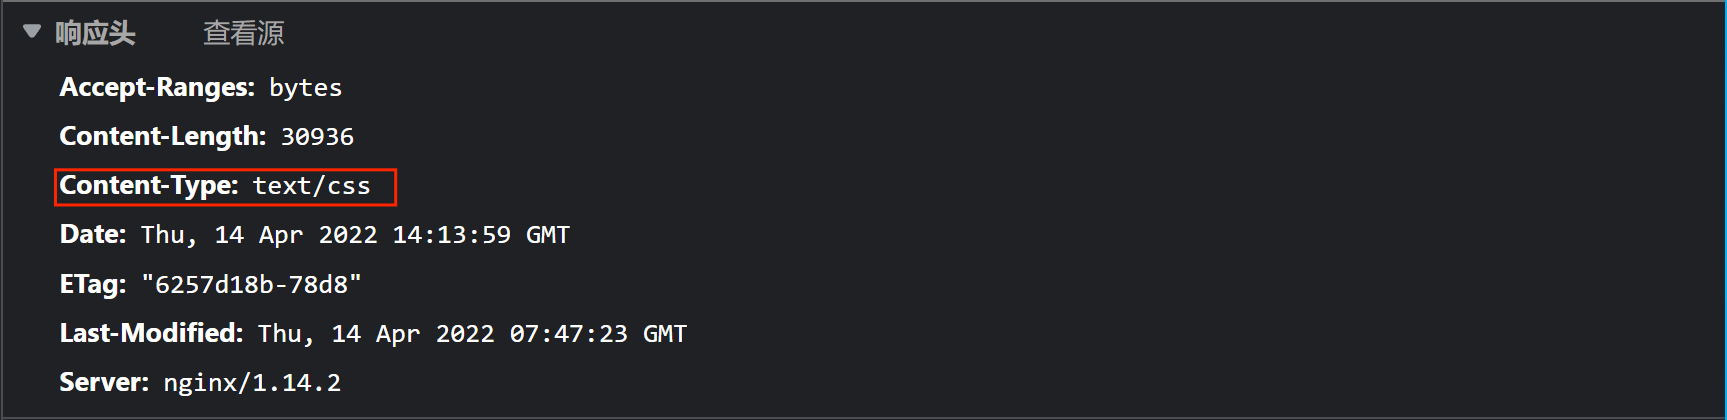 响应头 查看源
Accept-Ranges: bytes
Content-Length: 30936
Content-Type: text/css
Date: Thu, 14 Apr 2022 14:13:59 GMT
ETag: "6257d18b-78d8"
Last-Modified: Thu, 14 Apr 2022 07:47:23 GMT
Server: nginx/1.14.2